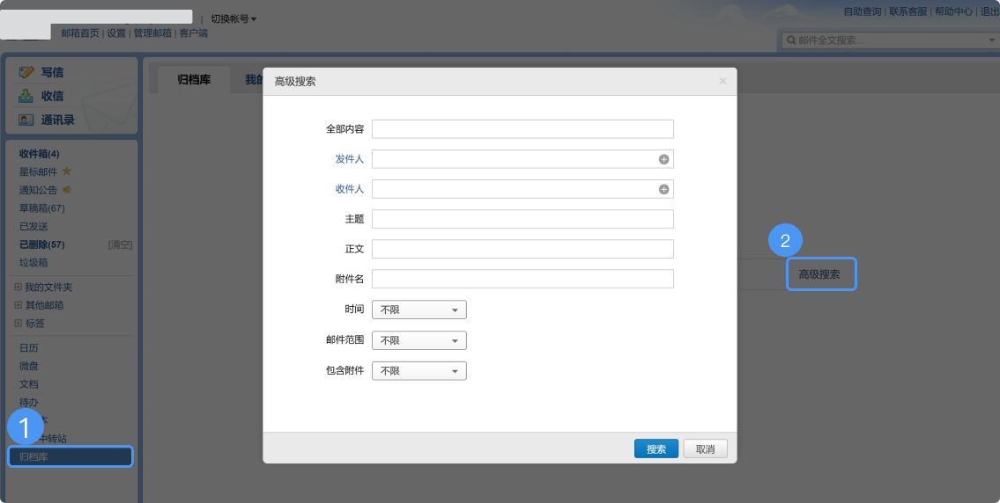 | 切换帐号
自助查询 | 联系客服 | 帮助中心 | 退出
邮箱首页 | 设置 | 管理邮箱 | 客户端
邮件全文搜索...
写信
收信
通讯录
归档库 我的
高级搜索 ×
全部内容
发件人
收件人
主题
正文
附件名
时间 不限
邮件范围 不限
包含附件 不限
搜索 取消
收件箱(4)
星标邮件
通知公告
草稿箱(67)
已发送
已删除(57) [清空]
垃圾箱
我的文件夹
其他邮箱
标签
日历
微盘
文档
待办
本
中转站
归档库
1
2
高级搜索